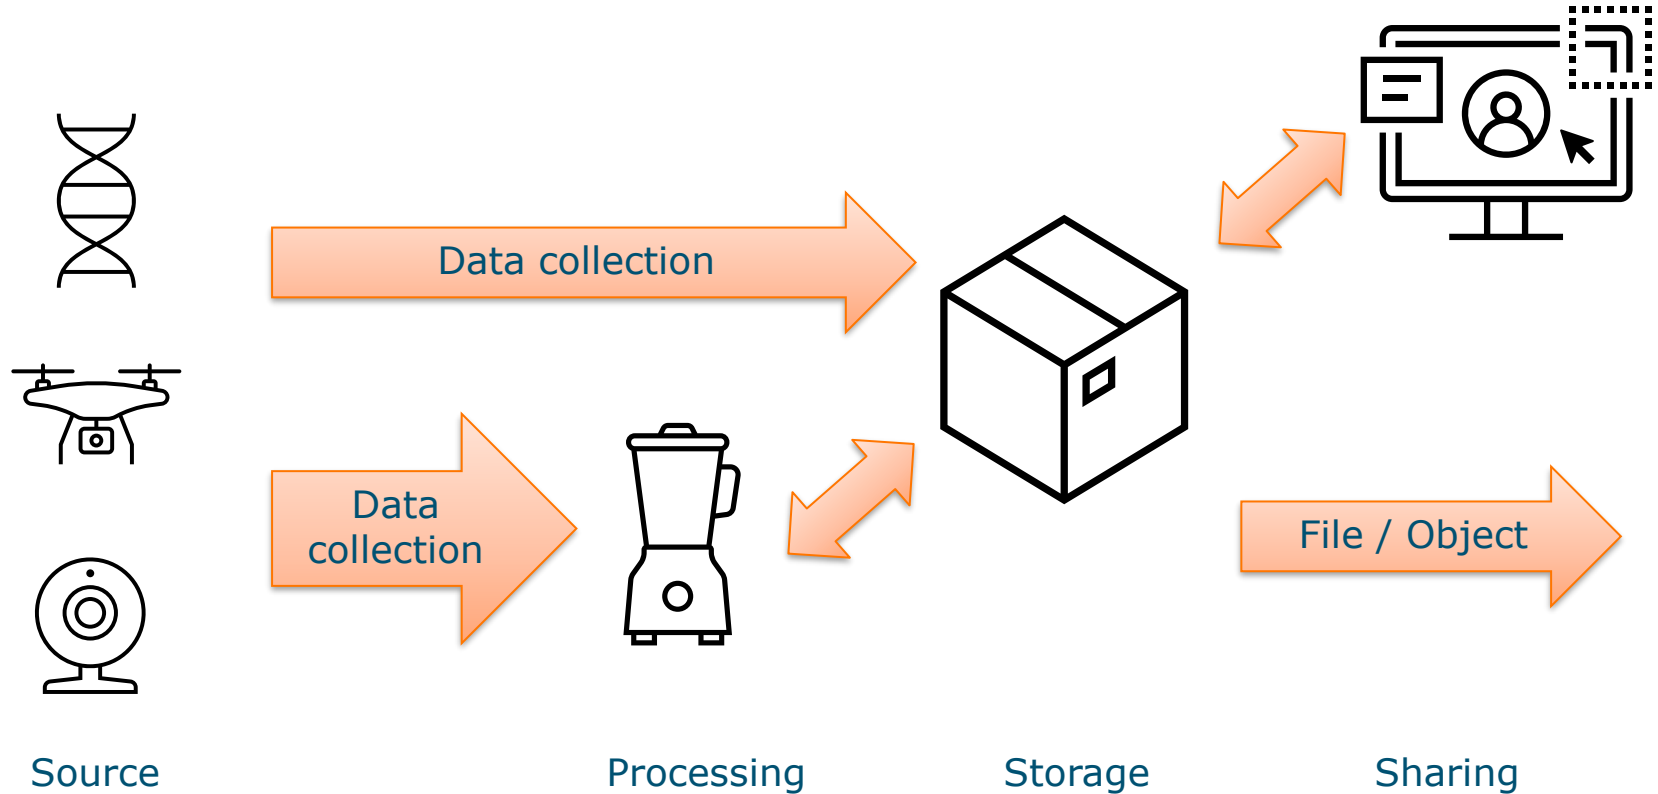 Data collection
Data
collection
File / Object
Source
Processing
Storage
Sharing